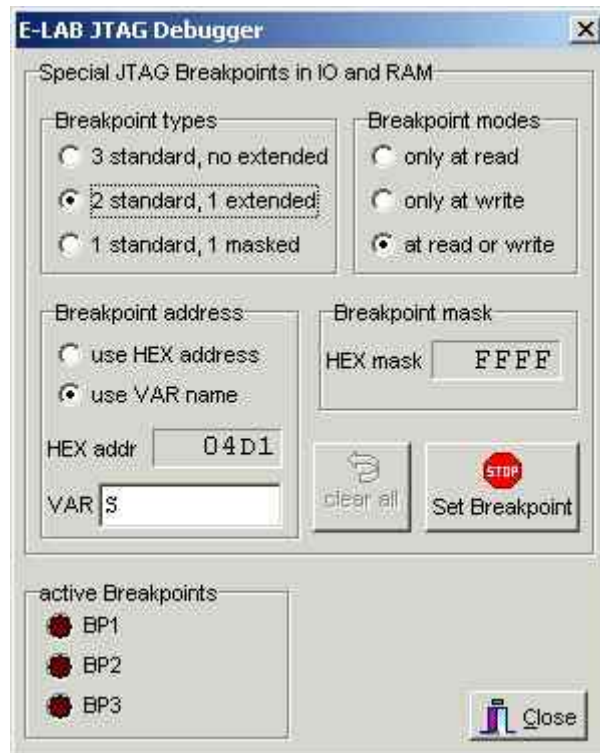 E-LAB JTAG Debugger
Special JTAG Breakpoints in IO and RAM
Breakpoint types
3 standard, no extended
2 standard, 1 extended
1 standard, 1 masked
Breakpoint modes
only at read
only at write
at read or write
Breakpoint address
use HEX address
use VAR name
HEX addr 04D1
VAR S
Breakpoint mask
HEX mask FFFF
clear all
STOP
Set Breakpoint
active Breakpoints
BP1
BP2
BP3
Close